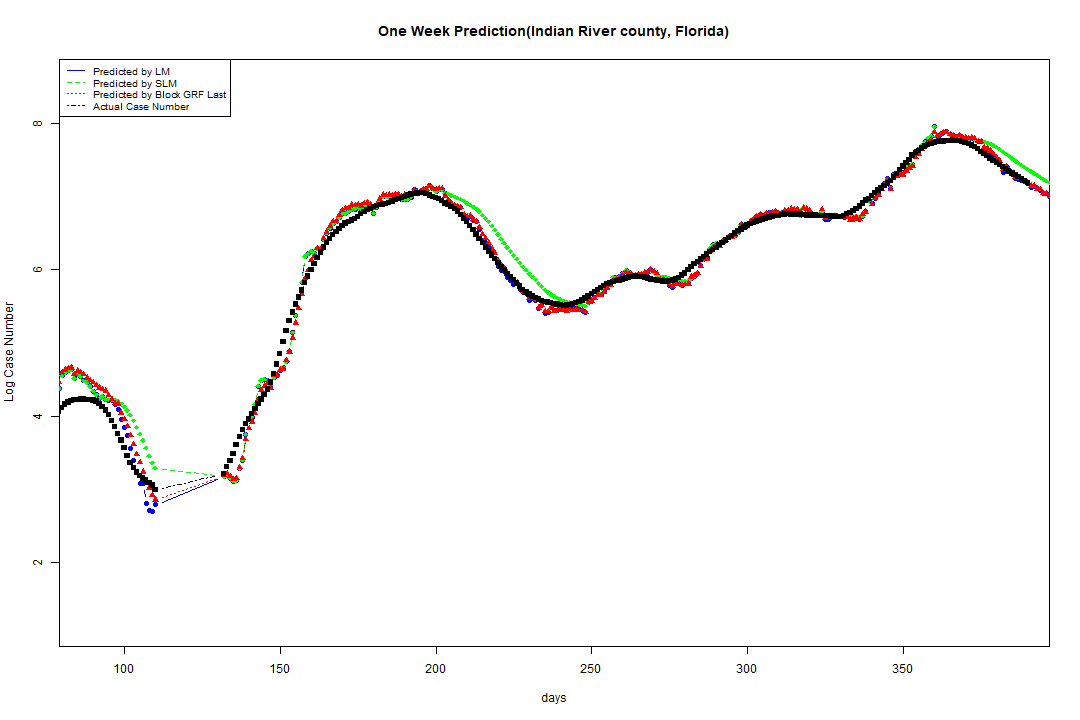 One Week Prediction(Indian River county, Florida)
Predicted by LM
Predicted by SLM
Predicted by Block GRF Last
Actual Case Number
8
6
4
2
Log Case Number
100 150 200 250 300 350
days